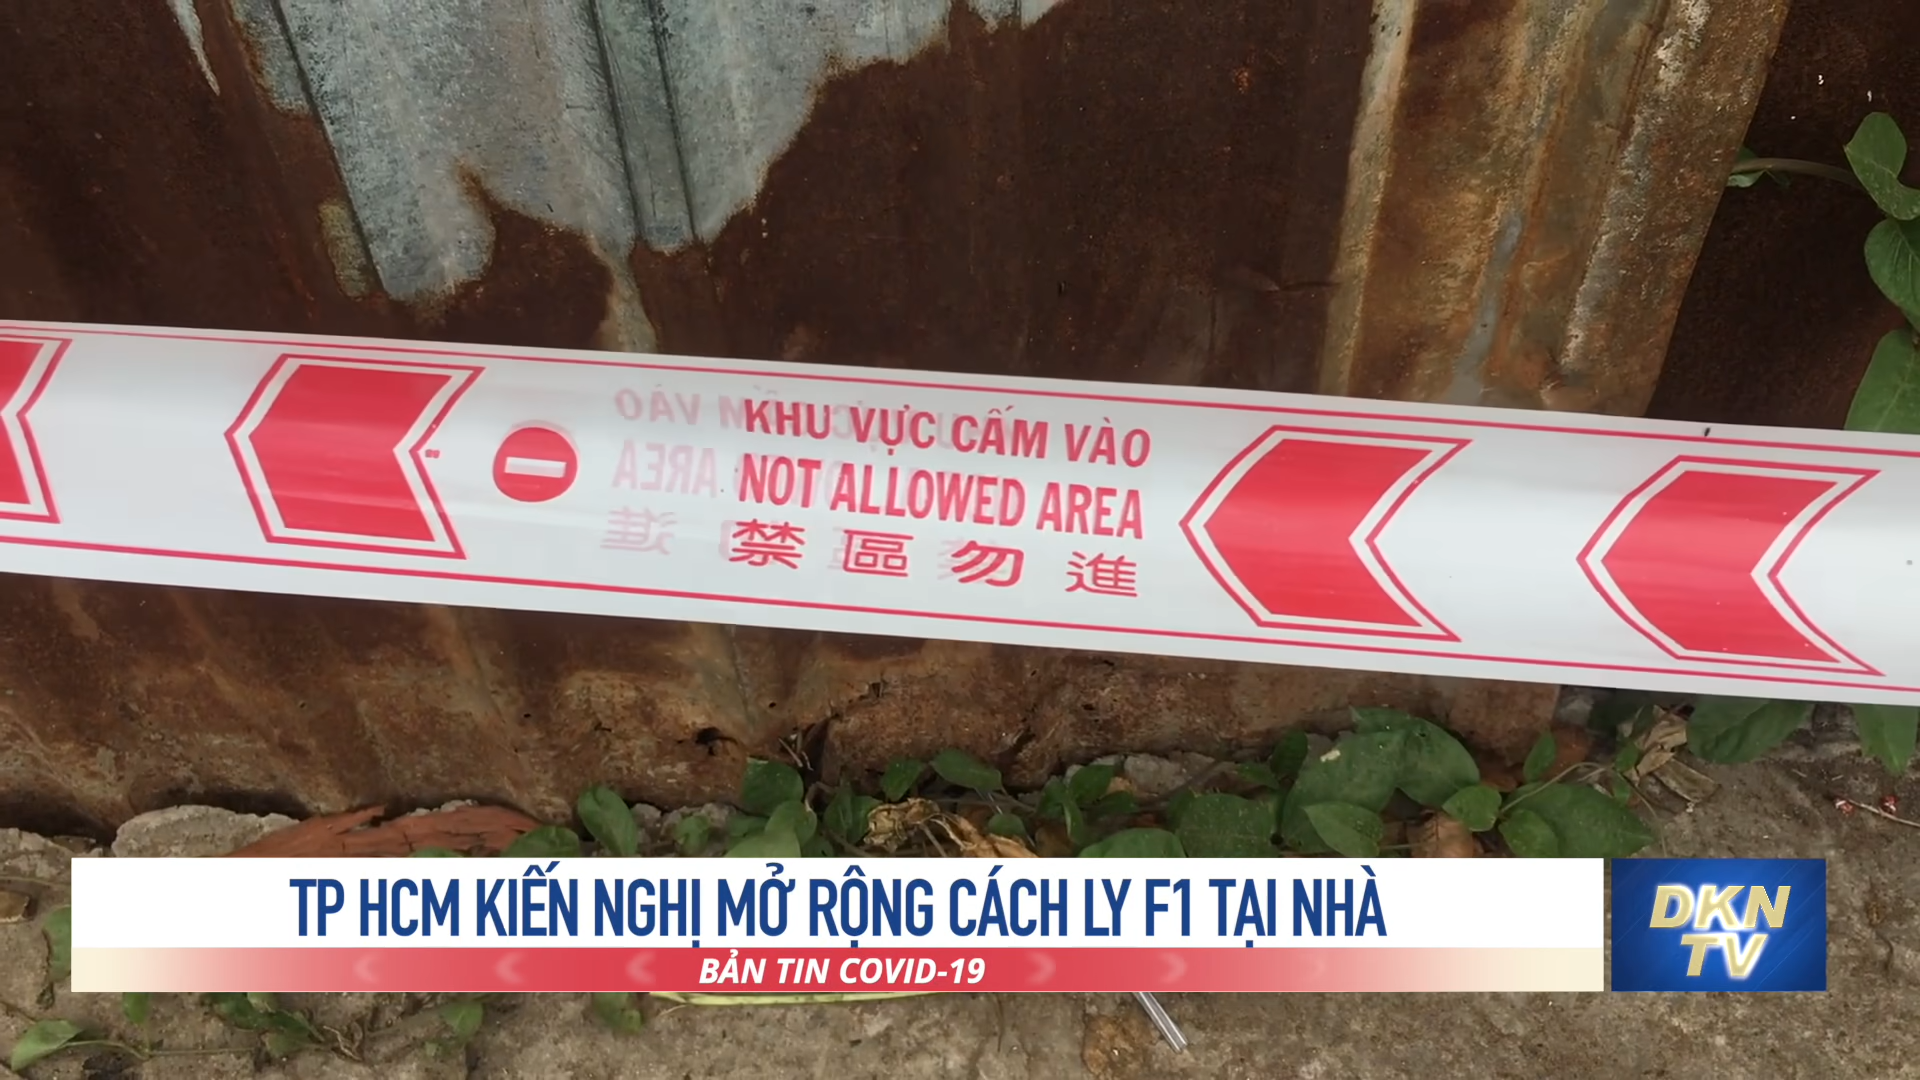 KHU VỰC CẤM VÀO
NOT ALLOWED AREA
禁區勿進
TP HCM KIẾN NGHỊ MỞ RỘNG CÁCH LY F1 TẠI NHÀ
BẢN TIN COVID-19
DKN
TV